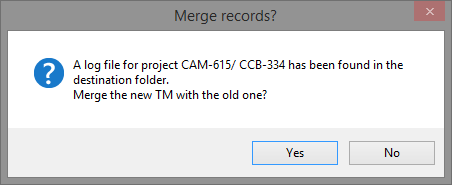 Merge records?
A log file for project CAM-615/ CCB-334 has been found in the
destination folder.
Merge the new TM with the old one?
Yes
No